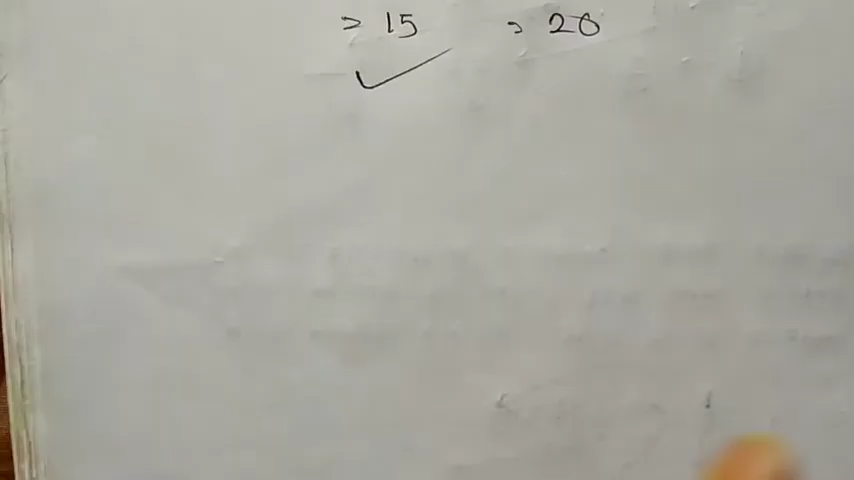 = 15 = 20